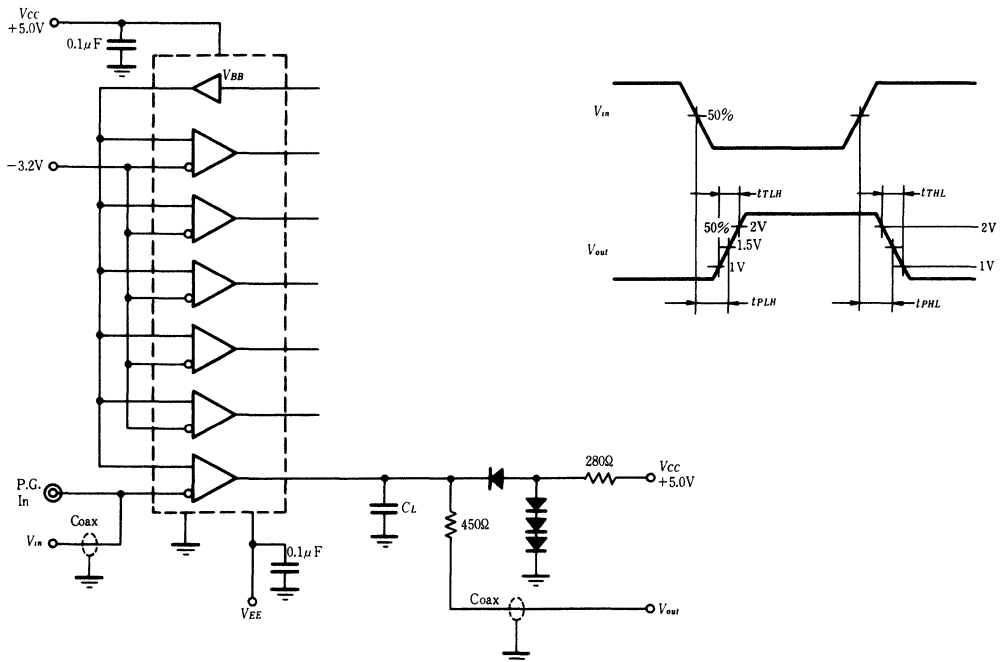 VCC
+5.0V
0.1μF
VBB
−3.2V
P.G.
In
Coax
Vin
0.1μF
VEE
CL
450Ω
280Ω
VCC
+5.0V
Coax
Vout
Vin
50%
tTLH
tTHL
50%
2V
2V
1.5V
Vout
1V
1V
tPLH
tPHL